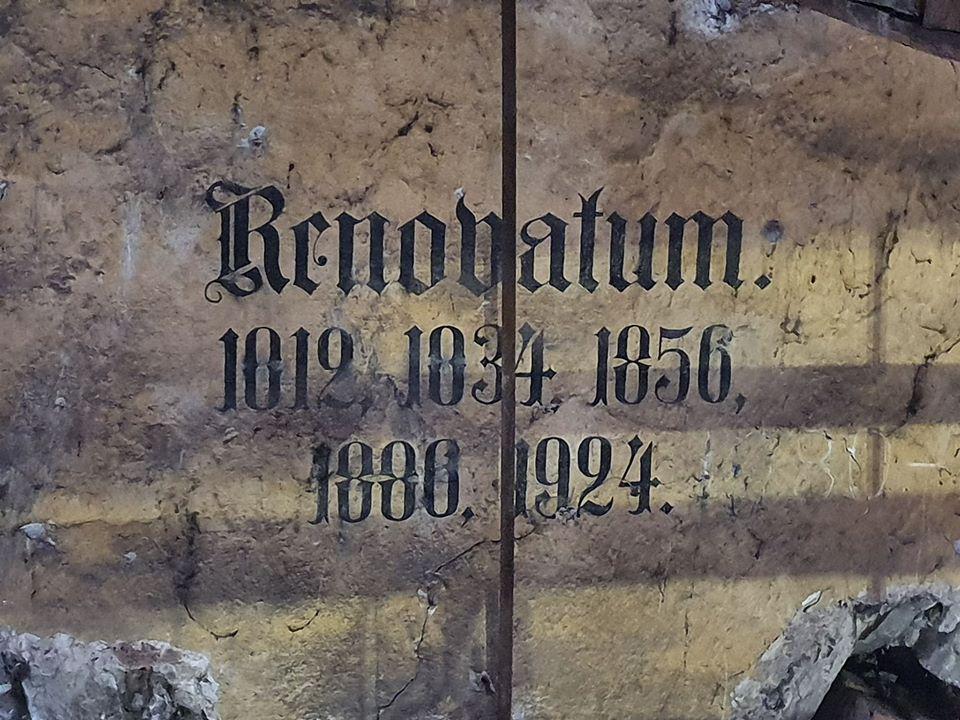 Renovatum:
1812, 1834, 1856,
1886, 1924.